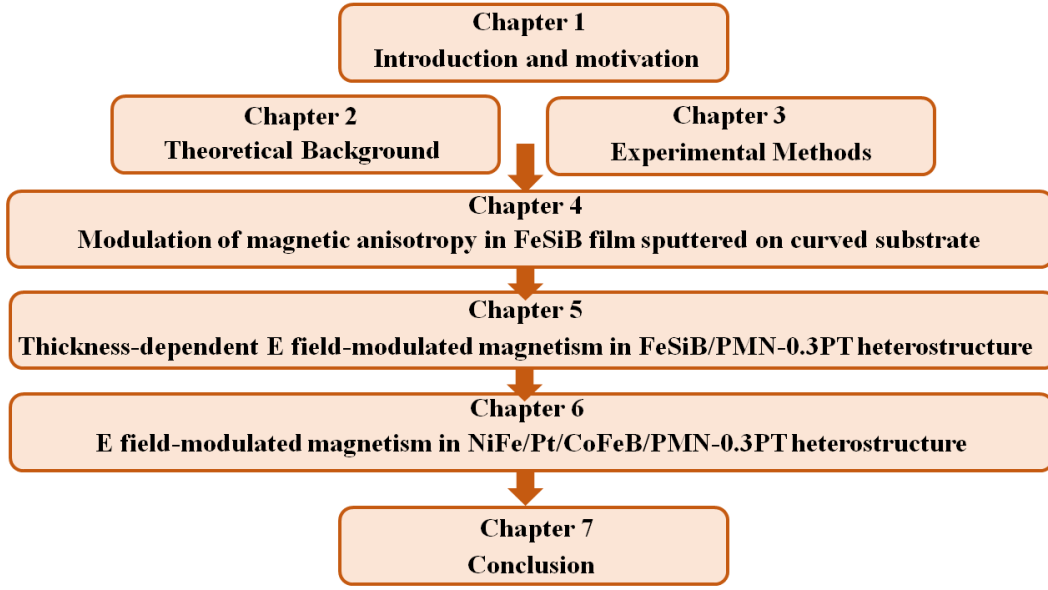 Chapter 1
Introduction and motivation
Chapter 2
Theoretical Background
Chapter 3
Experimental Methods
Chapter 4
Modulation of magnetic anisotropy in FeSiB film sputtered on curved substrate
Chapter 5
Thickness-dependent E field-modulated magnetism in FeSiB/PMN-0.3PT heterostructure
Chapter 6
E field-modulated magnetism in NiFe/Pt/CoFeB/PMN-0.3PT heterostructure
Chapter 7
Conclusion